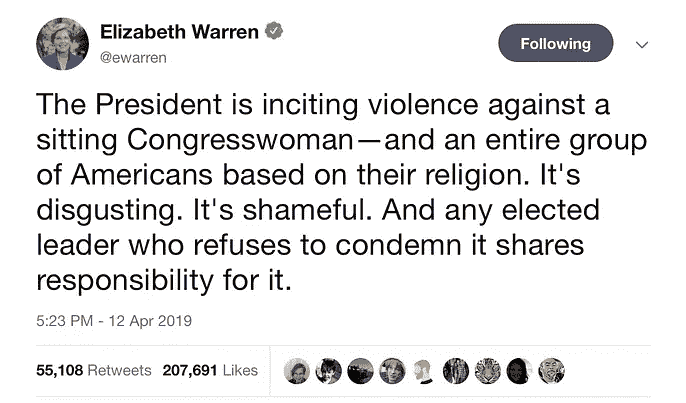 Elizabeth Warren
@ewarren
Following
The President is inciting violence against a
sitting Congresswoman—and an entire group
of Americans based on their religion. It's
disgusting. It's shameful. And any elected
leader who refuses to condemn it shares
responsibility for it.
5:23 PM - 12 Apr 2019
55,108 Retweets 207,691 Likes